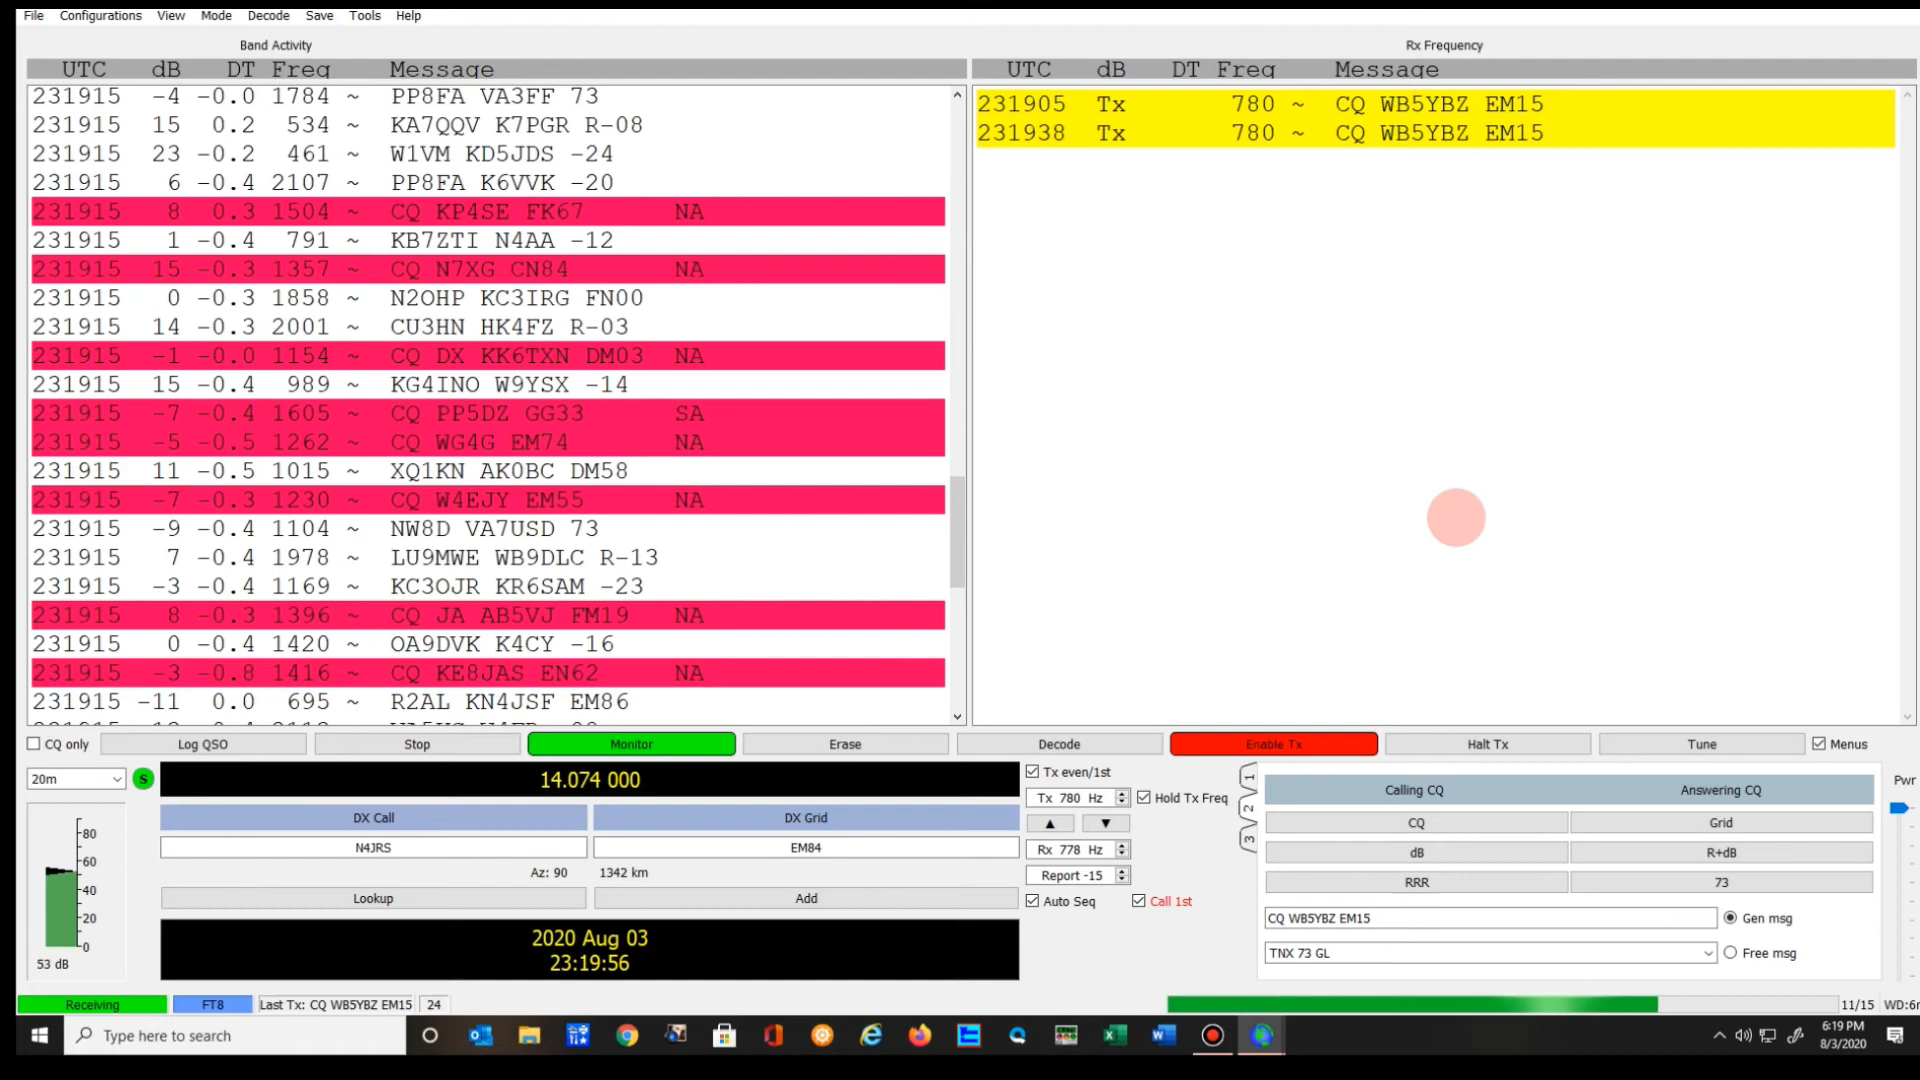 File Configurations View Mode Decode Save Tools Help
Band Activity
UTC dB DT Freq Message
231915 -4 -0.0 1784 ~ PP8FA VA3FF 73
231915 15 0.2 534 ~ KA7QQV K7PGR R-08
231915 23 -0.2 461 ~ W1VM KD5JDS -24
231915 6 -0.4 2107 ~ PP8FA K6VVK -20
231915 8 0.3 1504 ~ CQ KP4SE FK67 NA
231915 1 -0.4 791 ~ KB7ZTI N4AA -12
231915 15 -0.3 1357 ~ CQ N7XG CN84 NA
231915 0 -0.3 1858 ~ N2OHP KC3IRG FN00
231915 14 -0.3 2001 ~ CU3HN HK4FZ R-03
231915 -1 -0.0 1154 ~ CQ DX KK6TXN DM03 NA
231915 15 -0.4 989 ~ KG4INO W9YSX -14
231915 -7 -0.4 1605 ~ CQ PP5DZ GG33 SA
231915 -5 -0.5 1262 ~ CQ WG4G EM74 NA
231915 11 -0.5 1015 ~ XQ1KN AK0BC DM58
231915 -7 -0.3 1230 ~ CQ W4EJY EM55 NA
231915 -9 -0.4 1104 ~ NW8D VA7USD 73
231915 7 -0.4 1978 ~ LU9MWE WB9DLC R-13
231915 -3 -0.4 1169 ~ KC3OJR KR6SAM -23
231915 8 -0.3 1396 ~ CQ JA AB5VJ FM19 NA
231915 0 -0.4 1420 ~ OA9DVK K4CY -16
231915 -3 -0.8 1416 ~ CQ KE8JAS EN62 NA
231915 -11 0.0 695 ~ R2AL KN4JSF EM86
Rx Frequency
UTC dB DT Freq Message
231905 Tx 780 ~ CQ WB5YBZ EM15
231938 Tx 780 ~ CQ WB5YBZ EM15
CQ only Log QSO Stop Monitor Erase Decode Enable Tx Halt Tx Tune Menus
20m S 14.074 000
80
60
40
20
0
53 dB
DX Call DX Grid
N4JRS EM84
Az: 90 1342 km
Lookup Add
2020 Aug 03
23:19:56
Tx even/1st
Tx 780 Hz Hold Tx Freq
Rx 778 Hz
Report -15
Auto Seq Call 1st
1
2
3
Calling CQ Answering CQ
CQ Grid
dB R+dB
RRR 73
CQ WB5YBZ EM15 Gen msg
TNX 73 GL Free msg
Pwr
Receiving FT8 Last Tx: CQ WB5YBZ EM15 24 11/15 WD:6m
Type here to search
6:19 PM
8/3/2020